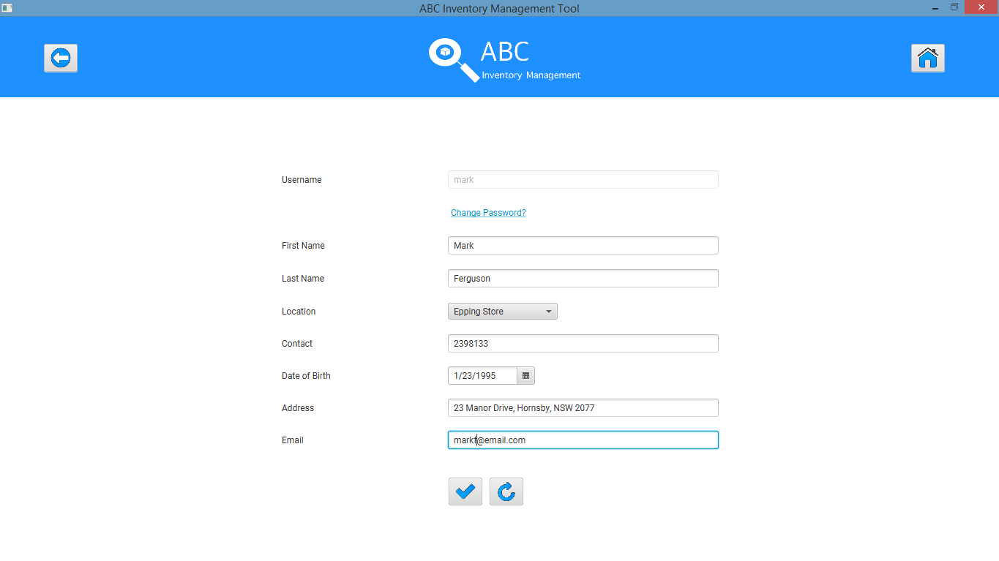 ABC Inventory Management Tool
ABC
Inventory Management
Username mark
Change Password?
First Name Mark
Last Name Ferguson
Location Epping Store
Contact 2398133
Date of Birth 1/23/1995
Address 23 Manor Drive, Hornsby, NSW 2077
Email markf@email.com